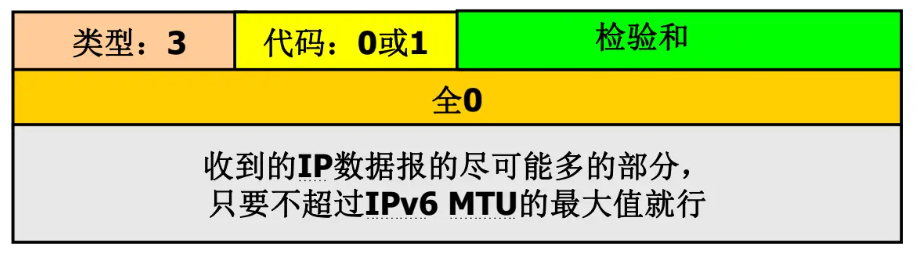 类型：3
代码：0或1
检验和
全0
收到的IP数据报的尽可能多的部分，
只要不超过IPv6 MTU的最大值就行